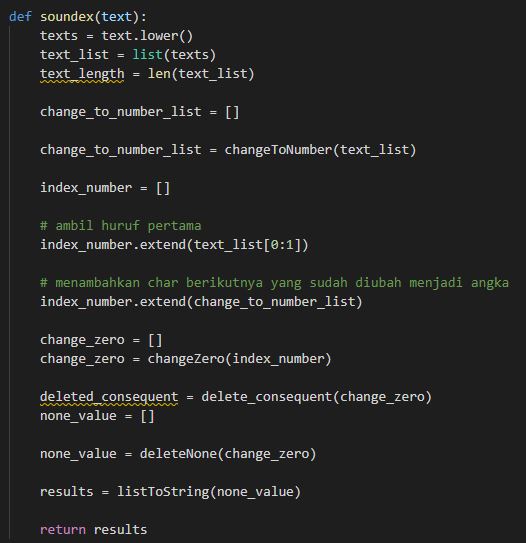 def soundex(text):
    texts = text.lower()
    text_list = list(texts)
    text_length = len(text_list)

    change_to_number_list = []

    change_to_number_list = changeToNumber(text_list)

    index_number = []

    # ambil huruf pertama
    index_number.extend(text_list[0:1])

    # menambahkan char berikutnya yang sudah diubah menjadi angka
    index_number.extend(change_to_number_list)

    change_zero = []
    change_zero = changeZero(index_number)

    deleted_consequent = delete_consequent(change_zero)
    none_value = []

    none_value = deleteNone(change_zero)

    results = listToString(none_value)

    return results